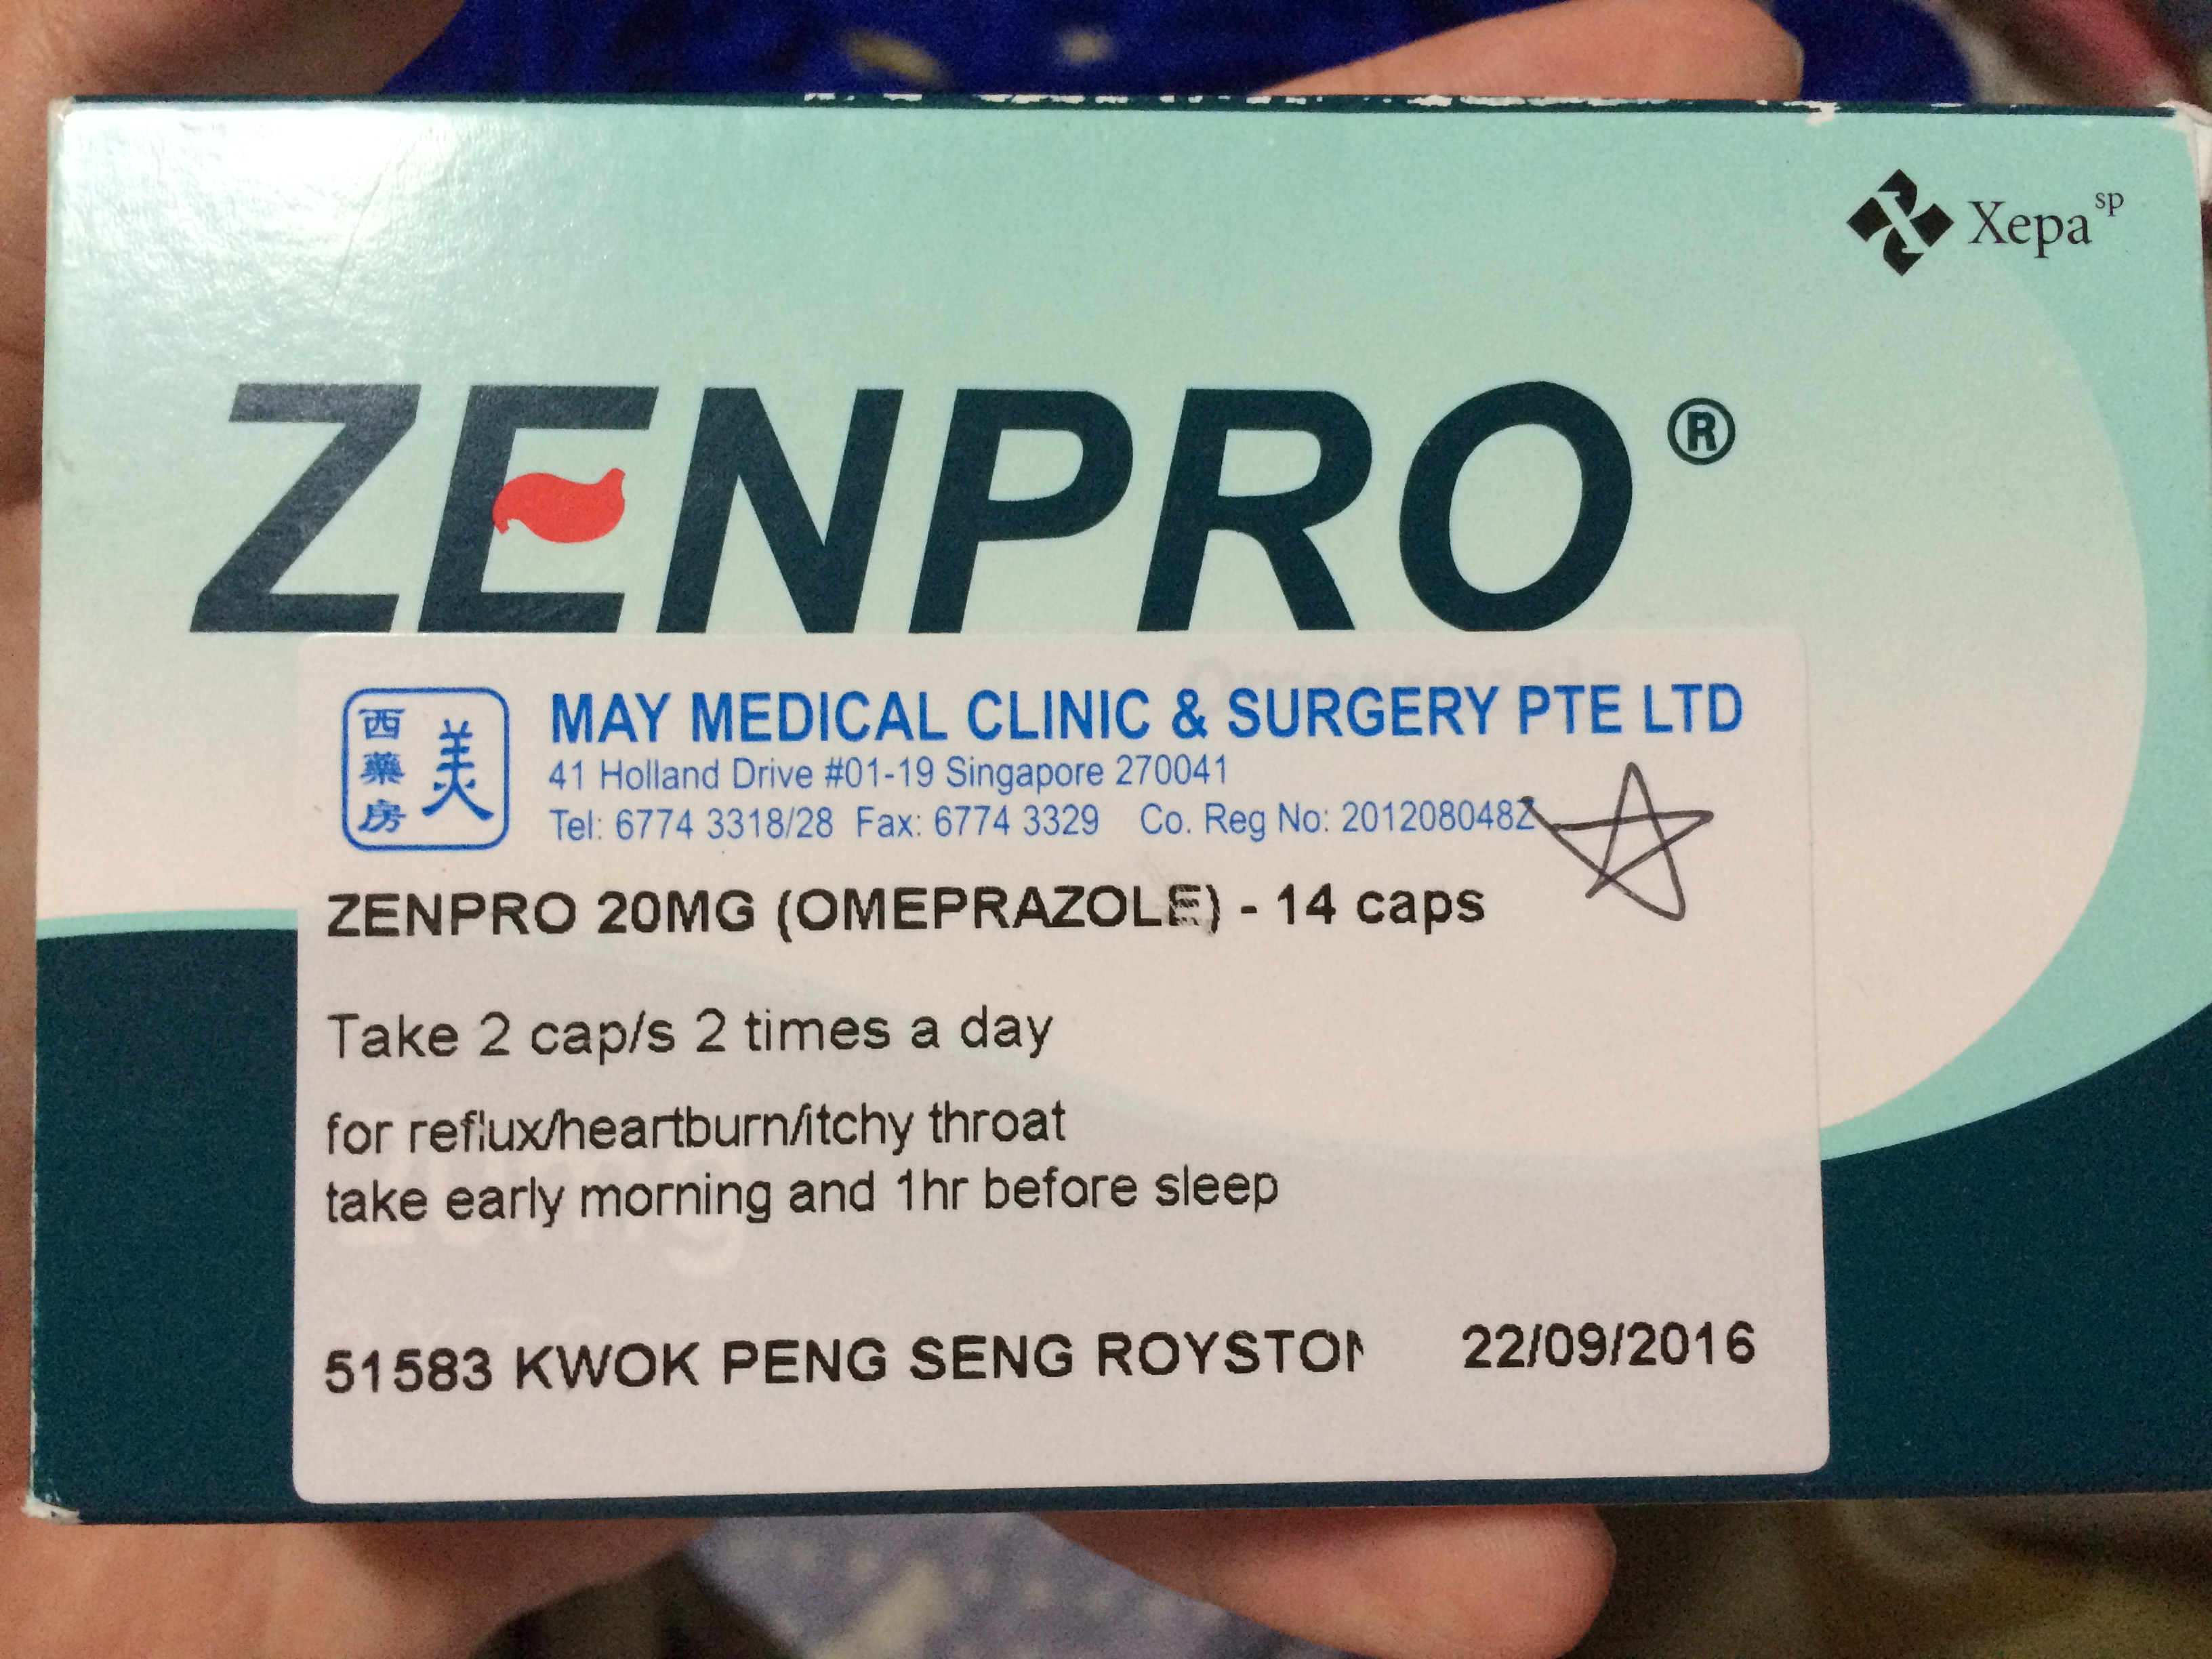 Xepa sp
ZENPRO ®
西藥房 美
MAY MEDICAL CLINIC & SURGERY PTE LTD
41 Holland Drive #01-19 Singapore 270041
Tel: 6774 3318/28 Fax: 6774 3329 Co. Reg No: 201208048Z
ZENPRO 20MG (OMEPRAZOLE) - 14 caps
Take 2 cap/s 2 times a day
for reflux/heartburn/itchy throat
take early morning and 1hr before sleep
51583 KWOK PENG SENG ROYSTON 22/09/2016